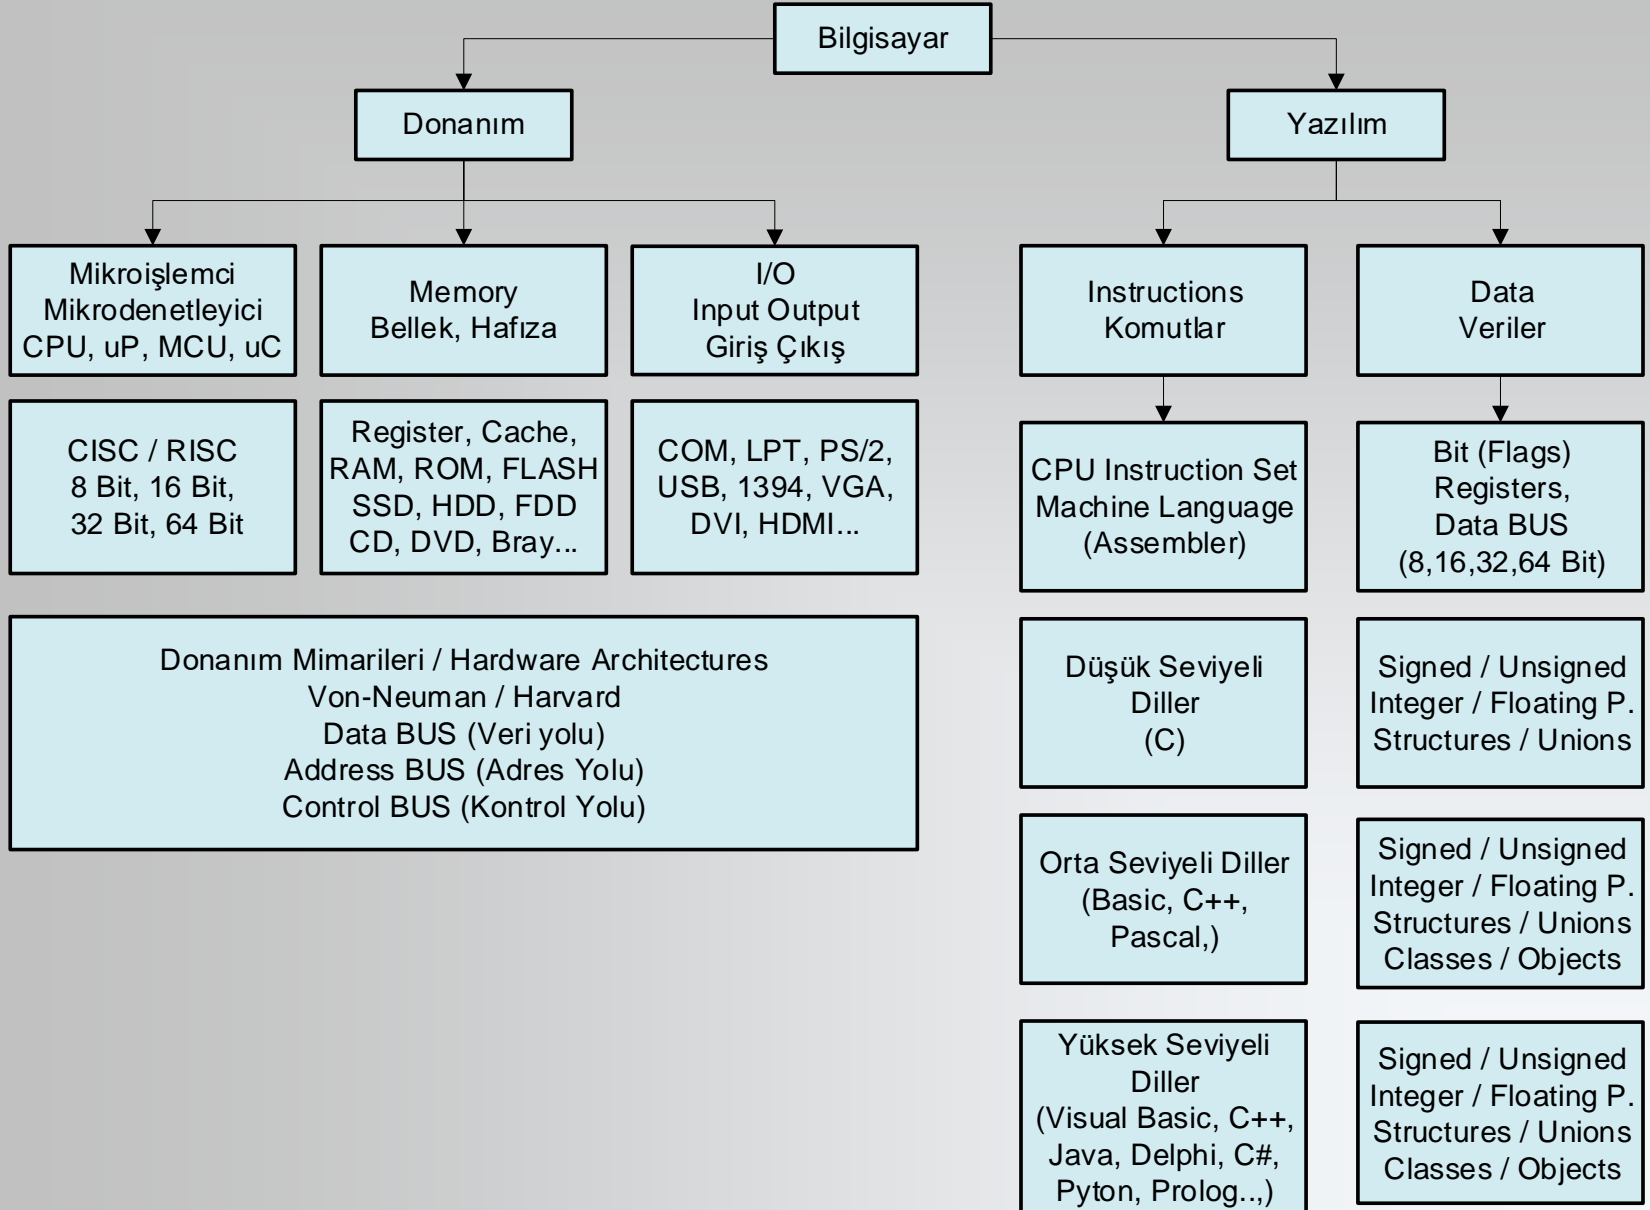 Bilgisayar
Donanım
Yazılım
Mikroişlemci
Mikrodenetleyici
CPU, uP, MCU, uC
Memory
Bellek, Hafıza
I/O
Input Output
Giriş Çıkış
Instructions
Komutlar
Data
Veriler
CISC / RISC
8 Bit, 16 Bit,
32 Bit, 64 Bit
Register, Cache,
RAM, ROM, FLASH
SSD, HDD, FDD
CD, DVD, Bray...
COM, LPT, PS/2,
USB, 1394, VGA,
DVI, HDMI...
CPU Instruction Set
Machine Language
(Assembler)
Bit (Flags)
Registers,
Data BUS
(8,16,32,64 Bit)
Donanım Mimarileri / Hardware Architectures
Von-Neuman / Harvard
Data BUS (Veri yolu)
Address BUS (Adres Yolu)
Control BUS (Kontrol Yolu)
Düşük Seviyeli
Diller
(C)
Signed / Unsigned
Integer / Floating P.
Structures / Unions
Orta Seviyeli Diller
(Basic, C++,
Pascal,)
Signed / Unsigned
Integer / Floating P.
Structures / Unions
Classes / Objects
Yüksek Seviyeli
Diller
(Visual Basic, C++,
Java, Delphi, C#,
Pyton, Prolog..,)
Signed / Unsigned
Integer / Floating P.
Structures / Unions
Classes / Objects